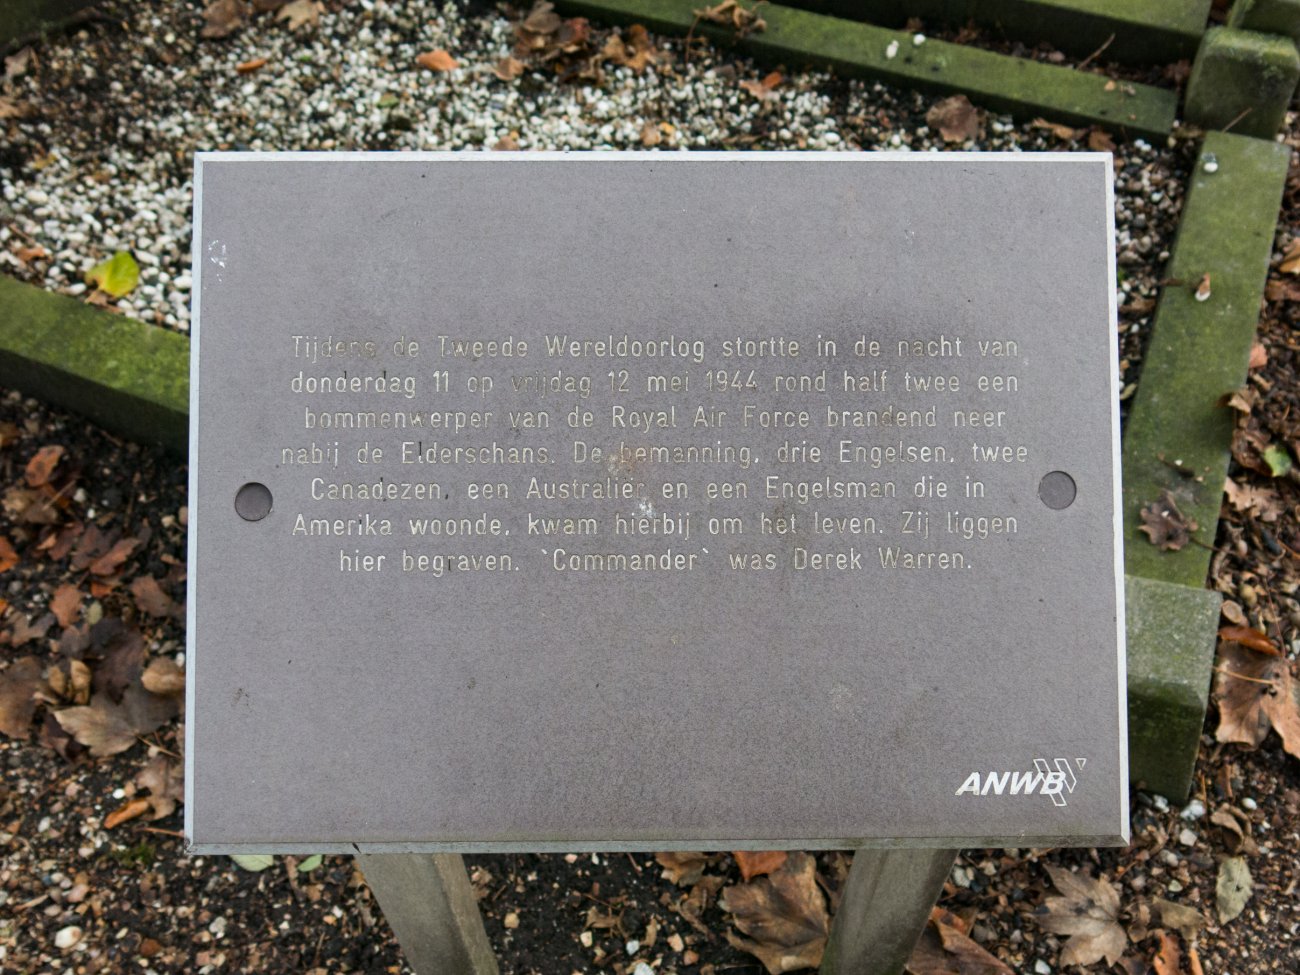 Tijdens de Tweede Wereldoorlog stortte in de nacht van
donderdag 11 op vrijdag 12 mei 1944 rond half twee een
bommenwerper van de Royal Air Force brandend neer
nabij de Elderschans. De bemanning, drie Engelsen, twee
Canadezen, een Australiër en een Engelsman die in
Amerika woonde, kwam hierbij om het leven. Zij liggen
hier begraven. `Commander` was Derek Warren.
ANWB